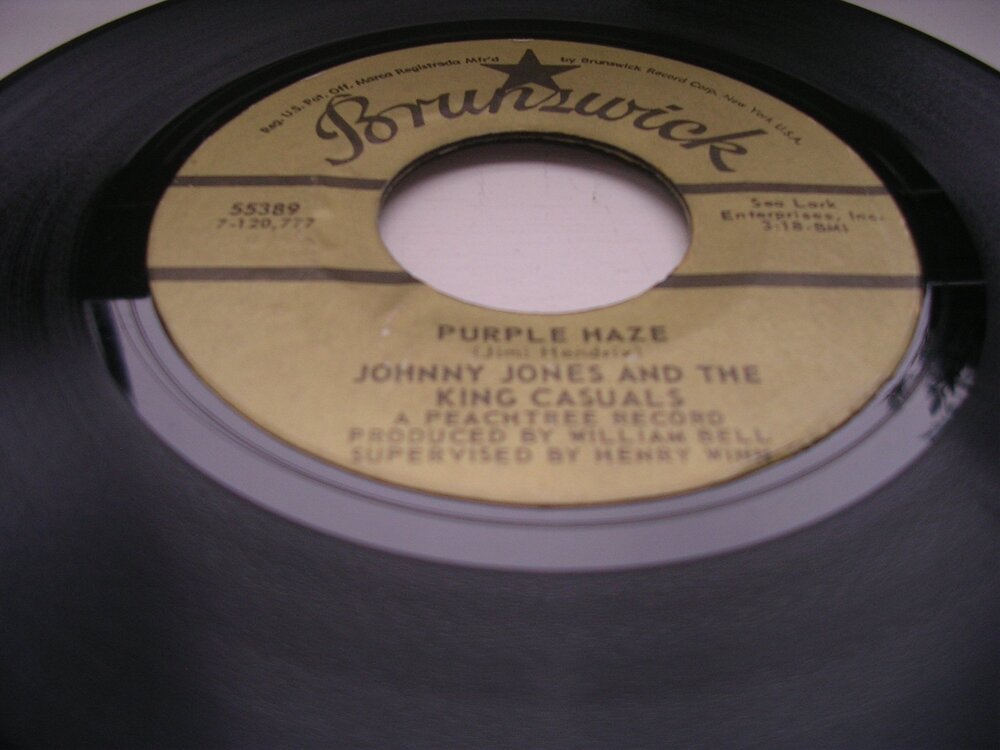 Reg. U.S. Pat. Off. Marca Registrada Mfr'd by Brunswick Record Corp. New York U.S.A.
Brunswick
55389
7-120,777
Sea Lark
Enterprises, Inc.
3:18-BMI
PURPLE HAZE
(Jimi Hendrix)
JOHNNY JONES AND THE
KING CASUALS
A PEACHTREE RECORD
PRODUCED BY WILLIAM BELL
SUPERVISED BY HENRY WINN